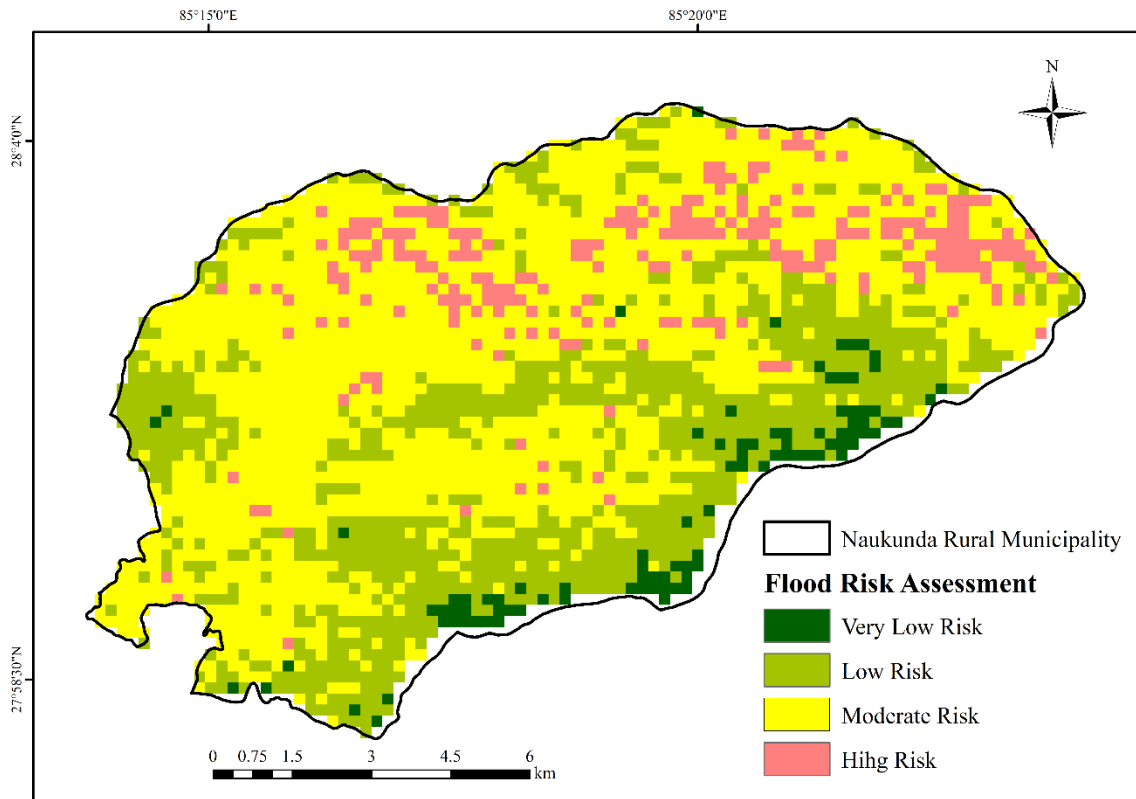 85°15'0"E
85°20'0"E
N
28°4'0"N
27°58'30"N
Naukunda Rural Municipality
Flood Risk Assessment
Very Low Risk
Low Risk
Moderate Risk
Hihg Risk
0 0.75 1.5 3 4.5 6
km